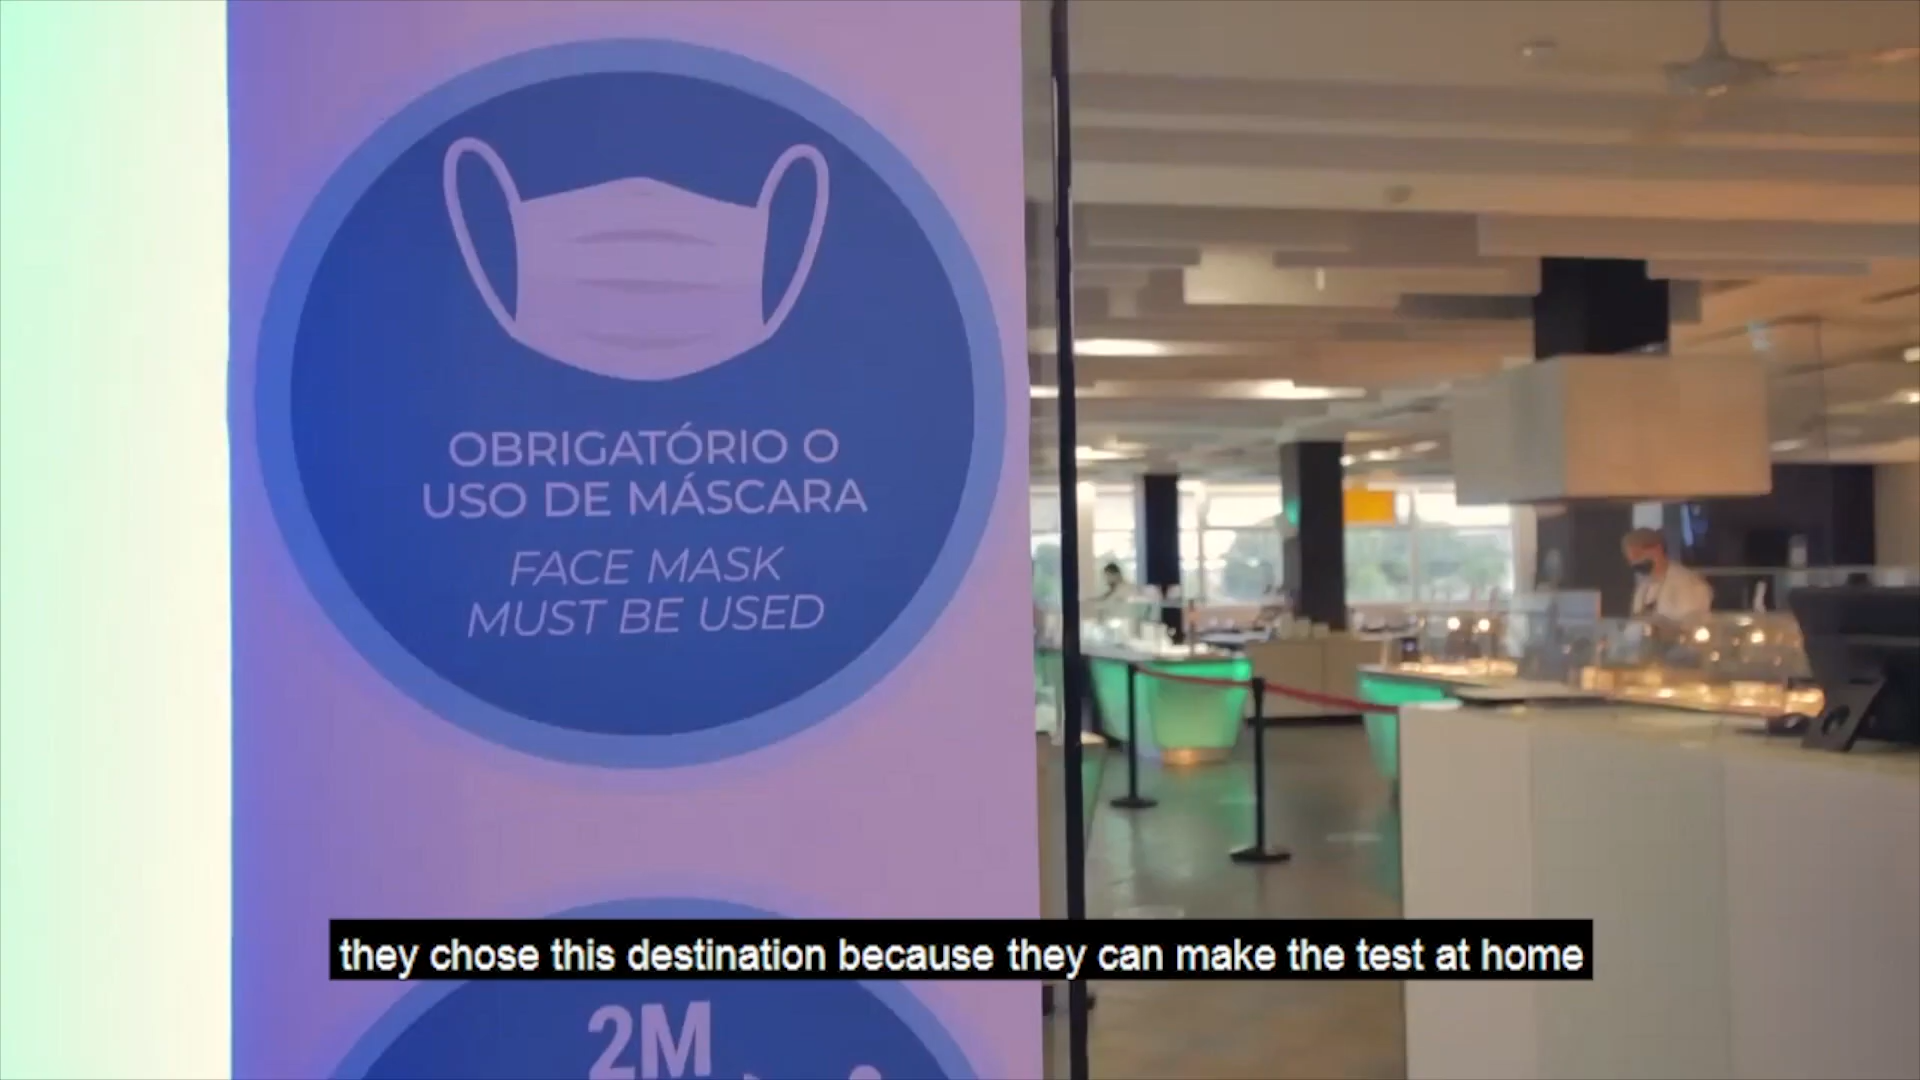 OBRIGATÓRIO O
USO DE MÁSCARA
FACE MASK
MUST BE USED
they chose this destination because they can make the test at home
2M